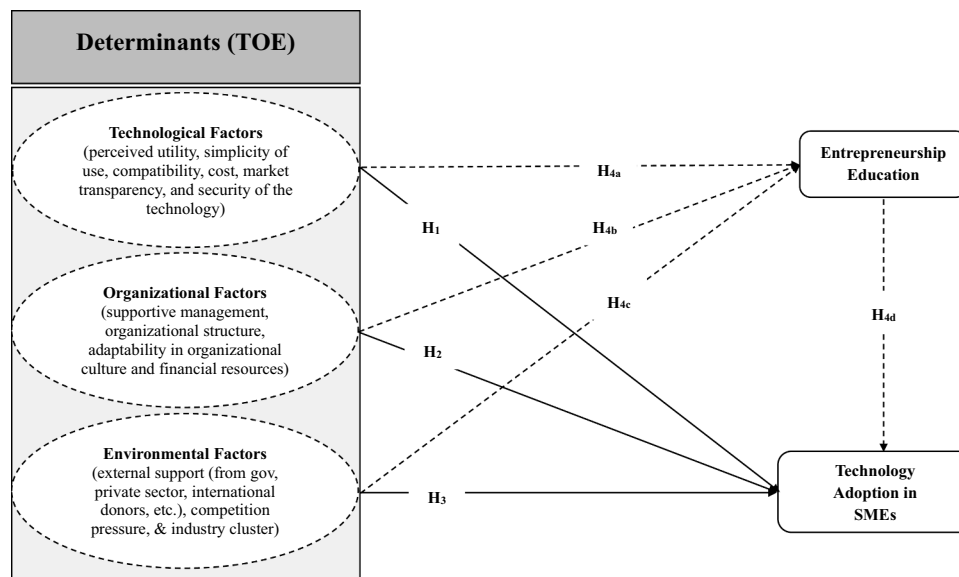 Determinants (TOE)
Technological Factors
(perceived utility, simplicity of
use, compatibility, cost, market
transparency, and security of the
technology)
Organizational Factors
(supportive management,
organizational structure,
adaptability in organizational
culture and financial resources)
Environmental Factors
(external support (from gov,
private sector, international
donors, etc.), competition
pressure, & industry cluster)
H4a
H1
H4b
H4c
H2
H3
Entrepreneurship
Education
H4d
Technology
Adoption in
SMEs